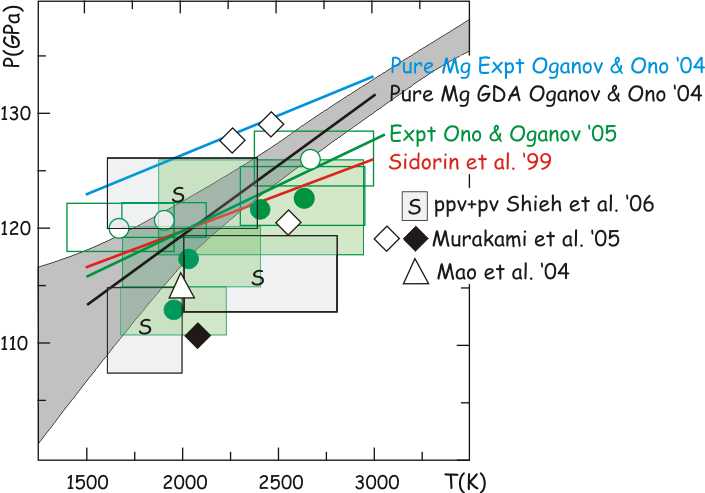 P(GPa)
Pure Mg Expt Oganov & Ono '04
Pure Mg GDA Oganov & Ono '04
130
Expt Ono & Oganov '05
Sidorin et al. '99
S
S ppv+pv Shieh et al. '06
120
Murakami et al. '05
S
Mao et al. '04
S
110
1500 2000 2500 3000 T(K)